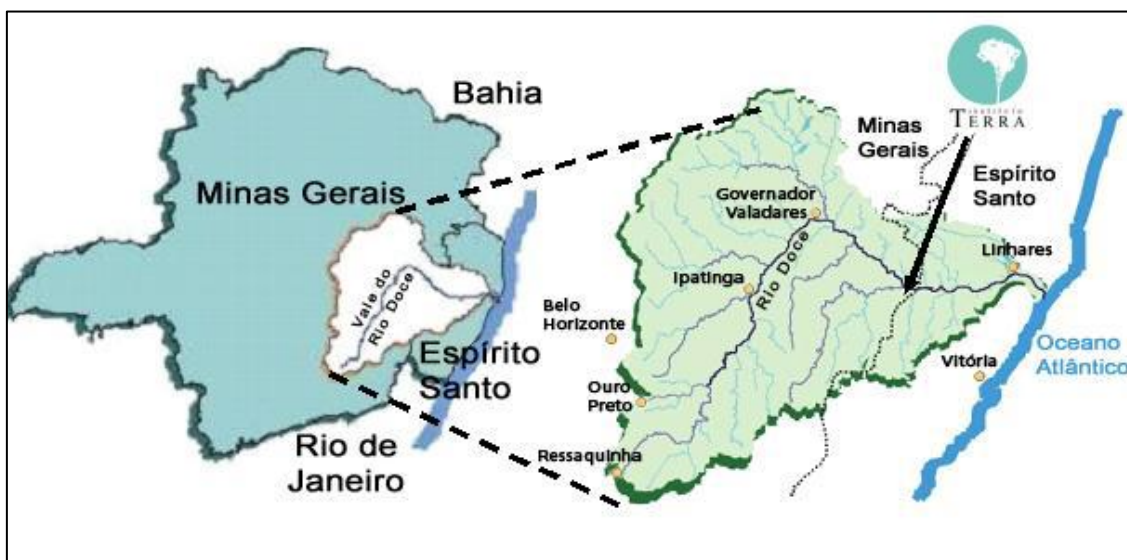 Bahia
Minas Gerais
Vale do
Rio Doce
Espírito
Santo
Rio de
Janeiro
INSTITUTO
TERRA
Minas
Gerais
Espírito
Santo
Governador
Valadares
Linhares
Ipatinga
Rio Doce
Belo
Horizonte
Vitória
Oceano
Atlântico
Ouro
Preto
Ressaquinha